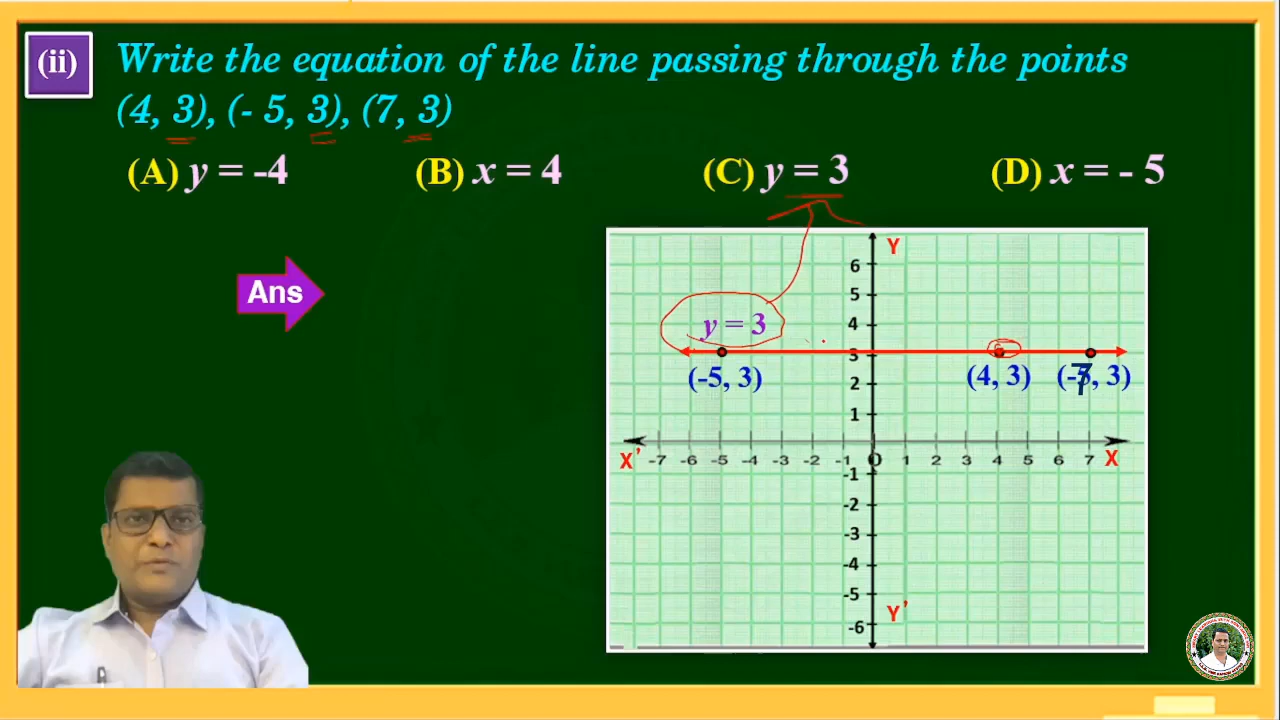 (ii) Write the equation of the line passing through the points
(4, 3), (- 5, 3), (7, 3)
(A) y = -4 (B) x = 4 (C) y = 3 (D) x = - 5
Ans
Y
6
5
y = 3 4
3
(-5, 3) 2 (4, 3) (-7, 3)
1
X' -7 -6 -5 -4 -3 -2 -1 0 1 2 3 4 5 6 7 X
-1
-2
-3
-4
-5
Y'
-6